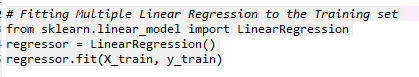 # Fitting Multiple Linear Regression to the Training set
from sklearn.linear_model import LinearRegression
regressor = LinearRegression()
regressor.fit(X_train, y_train)